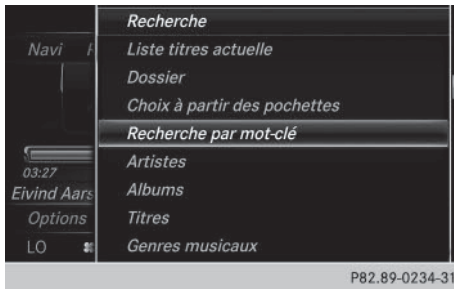 Recherche
Navi
Liste titres actuelle
Dossier
Choix à partir des pochettes
Recherche par mot-clé
03:27
Artistes
Eivind Aars
Albums
Options
Titres
LO
Genres musicaux
P82.89-0234-31